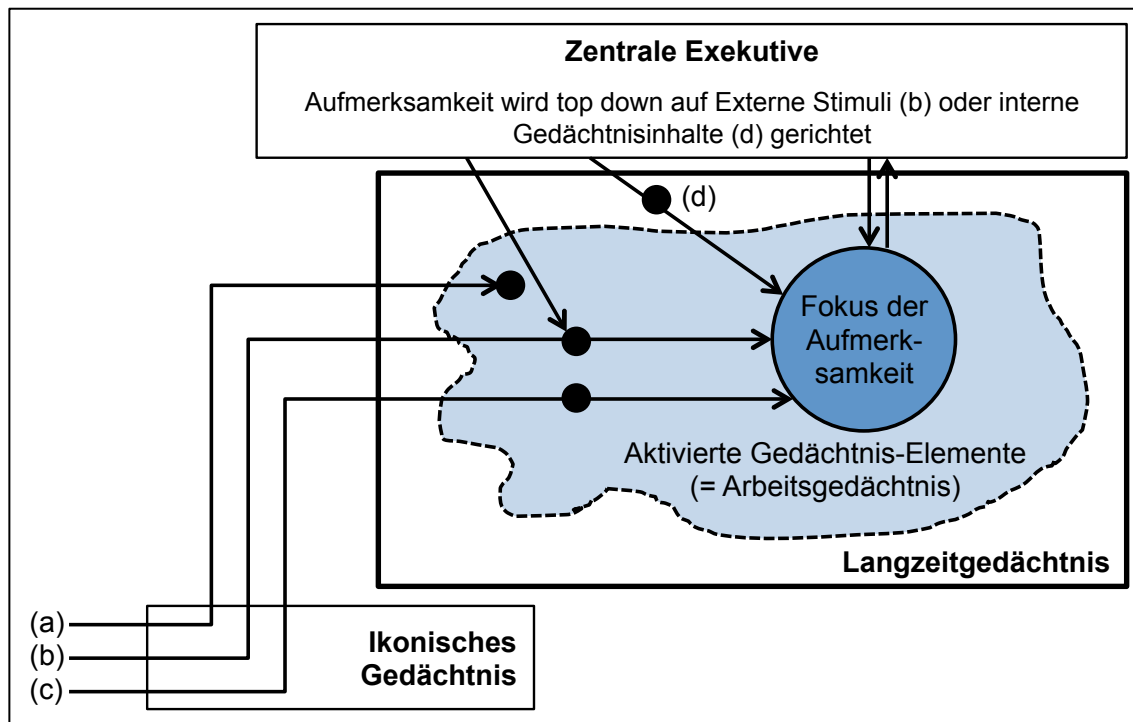 Zentrale Exekutive
Aufmerksamkeit wird top down auf Externe Stimuli (b) oder interne
Gedächtnisinhalte (d) gerichtet
(d)
Fokus der
Aufmerk-
samkeit
Aktivierte Gedächtnis-Elemente
(= Arbeitsgedächtnis)
Langzeitgedächtnis
(a)
(b)
(c)
Ikonisches
Gedächtnis